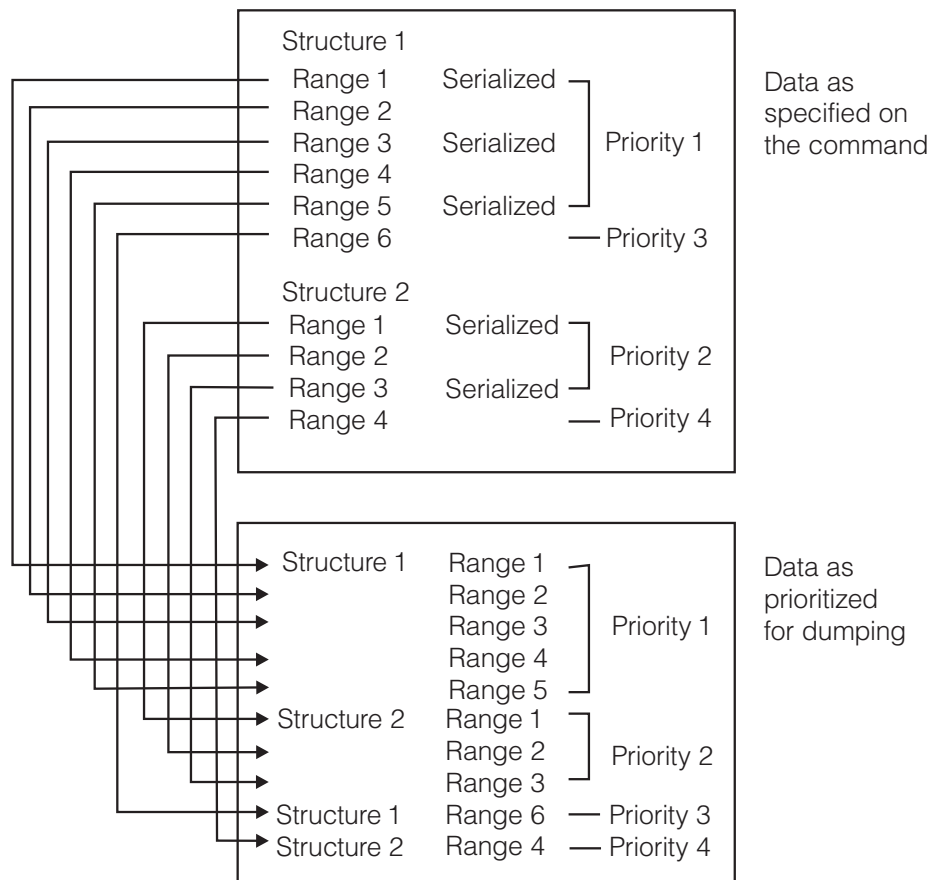 Structure 1
Range 1 Serialized
Range 2
Range 3 Serialized
Priority 1
Range 4
Range 5 Serialized
Range 6
Priority 3
Structure 2
Range 1 Serialized
Range 2
Priority 2
Range 3 Serialized
Range 4
Priority 4
Data as
specified on
the command
Structure 1 Range 1
Range 2
Range 3
Priority 1
Range 4
Range 5
Structure 2 Range 1
Range 2
Priority 2
Range 3
Structure 1 Range 6 Priority 3
Structure 2 Range 4 Priority 4
Data as
prioritized
for dumping